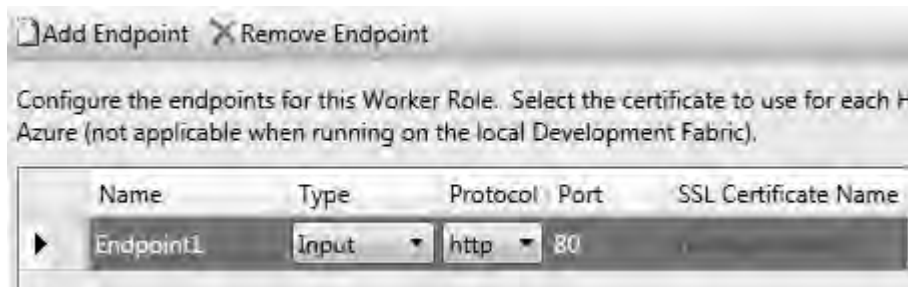 Add Endpoint Remove Endpoint
Configure the endpoints for this Worker Role. Select the certificate to use for each H
Azure (not applicable when running on the local Development Fabric).
Name Type Protocol Port SSL Certificate Name
Endpoint1 Input http 80